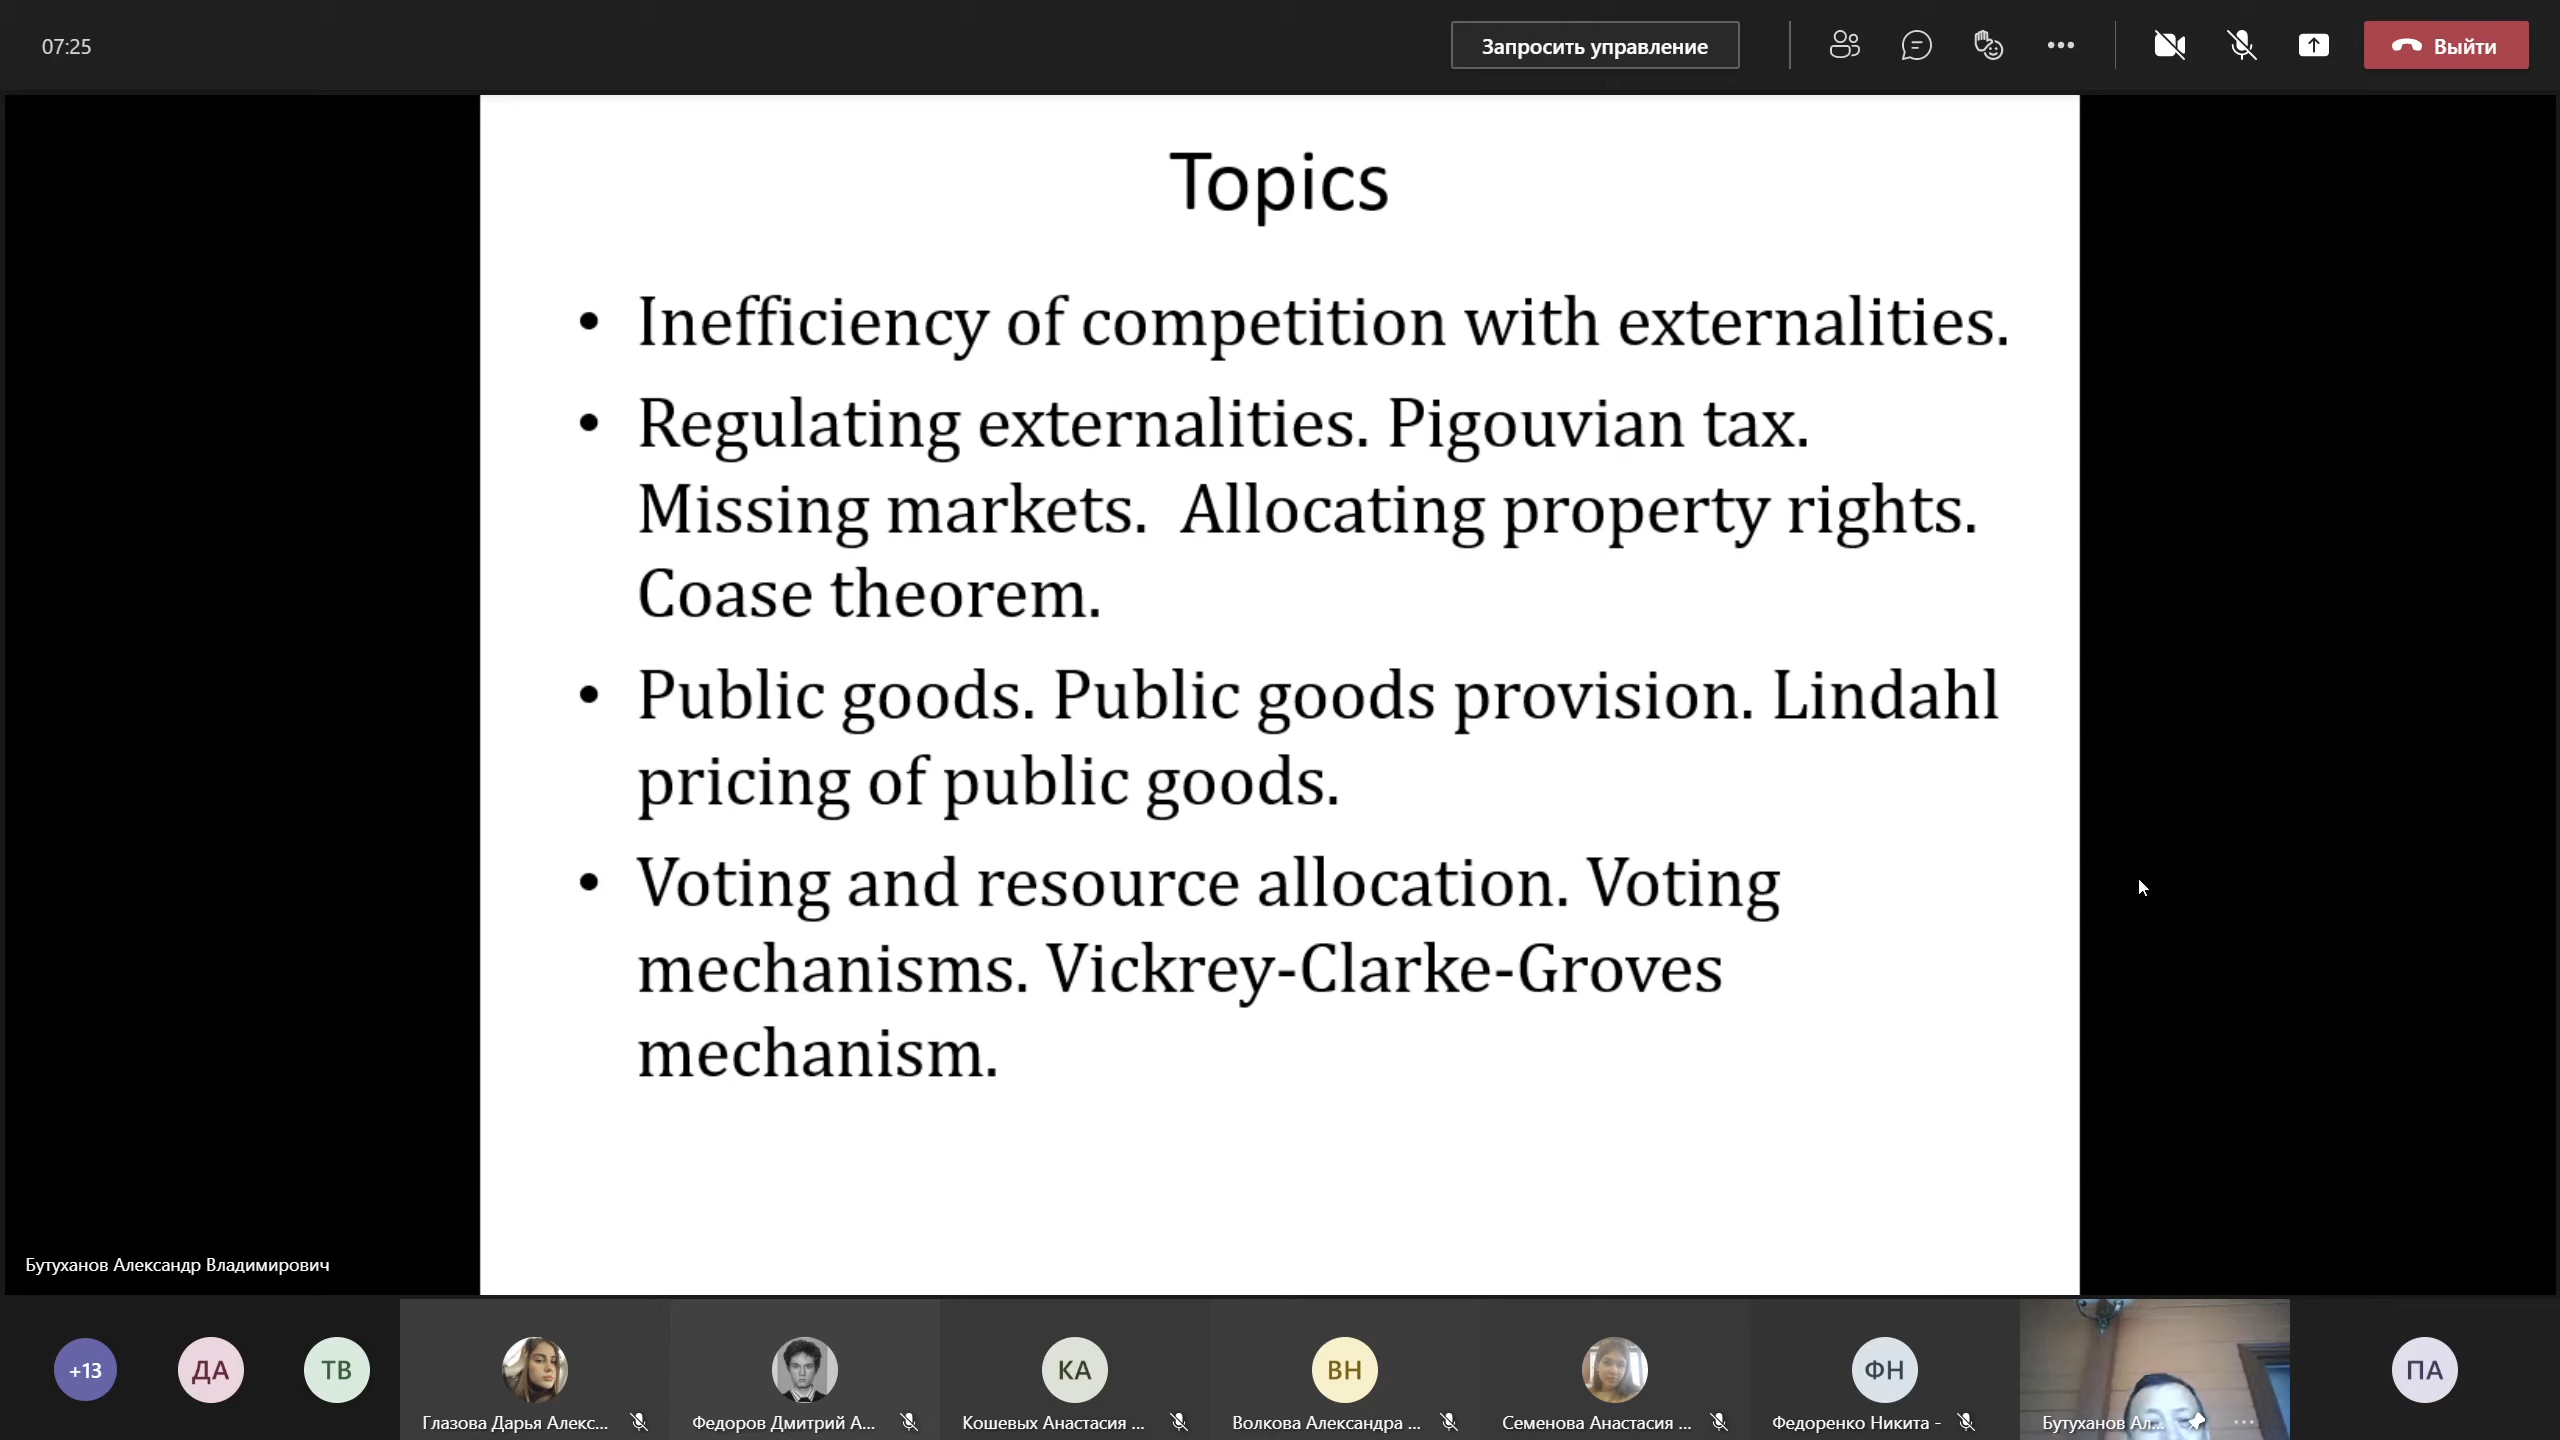 07:25
Запросить управление
Выйти
Topics
• Inefficiency of competition with externalities.
• Regulating externalities. Pigouvian tax.
Missing markets.  Allocating property rights.
Coase theorem.
• Public goods. Public goods provision. Lindahl
pricing of public goods.
• Voting and resource allocation. Voting
mechanisms. Vickrey-Clarke-Groves
mechanism.
Бутуханов Александр Владимирович
+13
ДА
ТВ
КА
ВН
ФН
ПА
Глазова Дарья Алекс...
Федоров Дмитрий А...
Кошевых Анастасия ...
Волкова Александра ...
Семенова Анастасия ...
Федоренко Никита -
Бутуханов Ал...